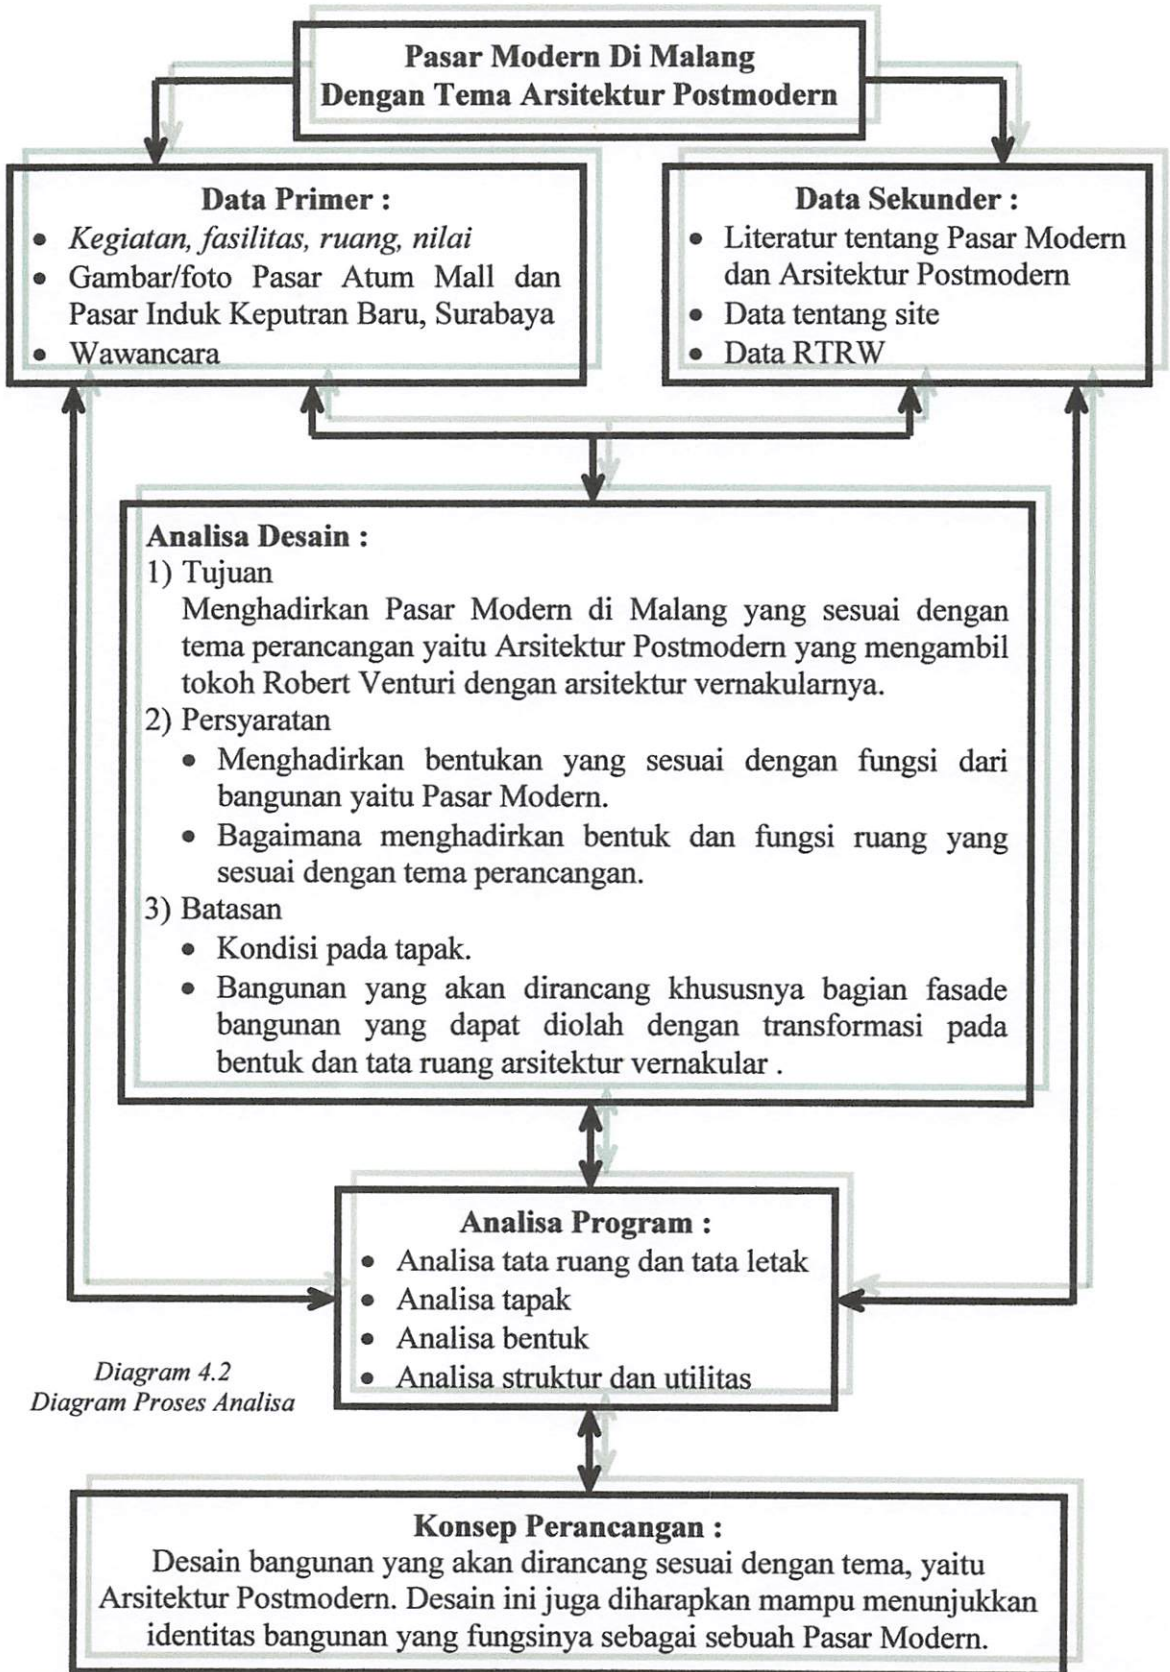 Pasar Modern Di Malang
Dengan Tema Arsitektur Postmodern
Data Primer :
• Kegiatan, fasilitas, ruang, nilai
• Gambar/foto Pasar Atum Mall dan
Pasar Induk Keputran Baru, Surabaya
• Wawancara
Data Sekunder :
• Literatur tentang Pasar Modern
dan Arsitektur Postmodern
• Data tentang site
• Data RTRW
Analisa Desain :
1) Tujuan
Menghadirkan Pasar Modern di Malang yang sesuai dengan
tema perancangan yaitu Arsitektur Postmodern yang mengambil
tokoh Robert Venturi dengan arsitektur vernakularnya.
2) Persyaratan
• Menghadirkan bentukan yang sesuai dengan fungsi dari
bangunan yaitu Pasar Modern.
• Bagaimana menghadirkan bentuk dan fungsi ruang yang
sesuai dengan tema perancangan.
3) Batasan
• Kondisi pada tapak.
• Bangunan yang akan dirancang khususnya bagian fasade
bangunan yang dapat diolah dengan transformasi pada
bentuk dan tata ruang arsitektur vernakular .
Analisa Program :
• Analisa tata ruang dan tata letak
• Analisa tapak
• Analisa bentuk
• Analisa struktur dan utilitas
Diagram 4.2
Diagram Proses Analisa
Konsep Perancangan :
Desain bangunan yang akan dirancang sesuai dengan tema, yaitu
Arsitektur Postmodern. Desain ini juga diharapkan mampu menunjukkan
identitas bangunan yang fungsinya sebagai sebuah Pasar Modern.